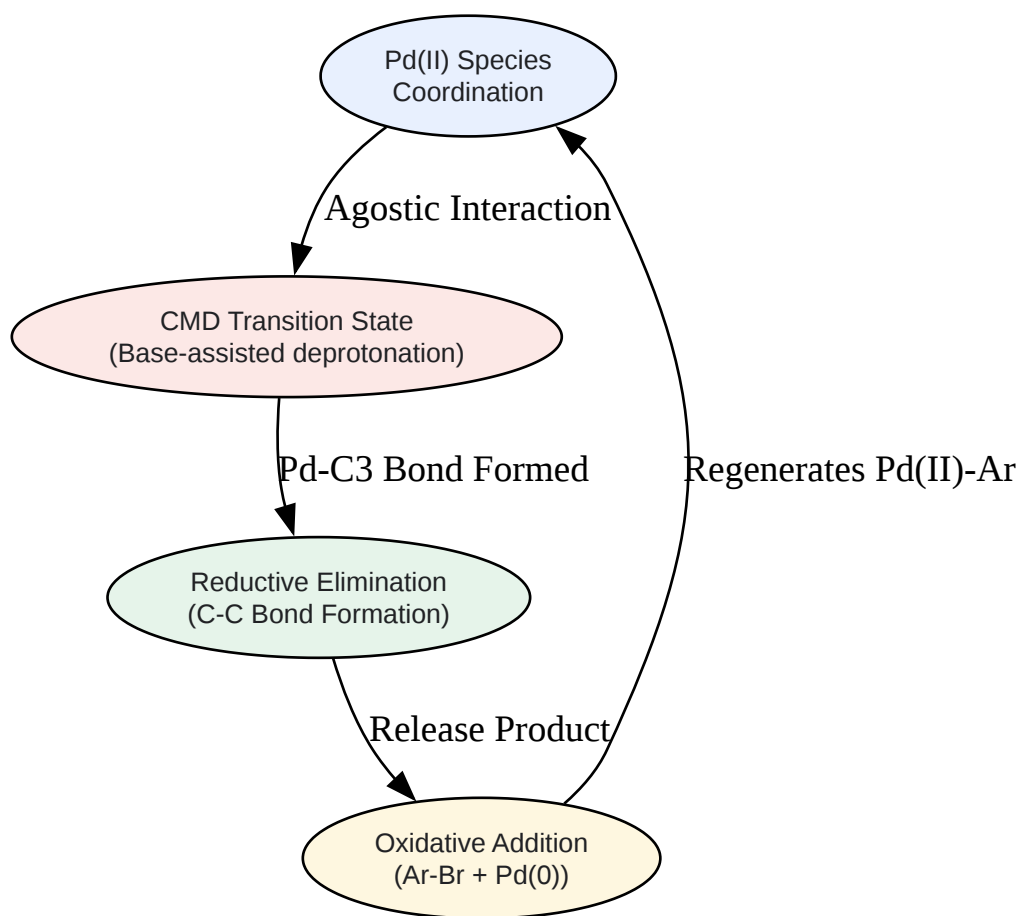 Pd(II) Species
Coordination
Agostic Interaction
CMD Transition State
(Base-assisted deprotonation)
Pd-C3 Bond Formed
Regenerates Pd(II)-Ar
Reductive Elimination
(C-C Bond Formation)
Release Product
Oxidative Addition
(Ar-Br + Pd(0))